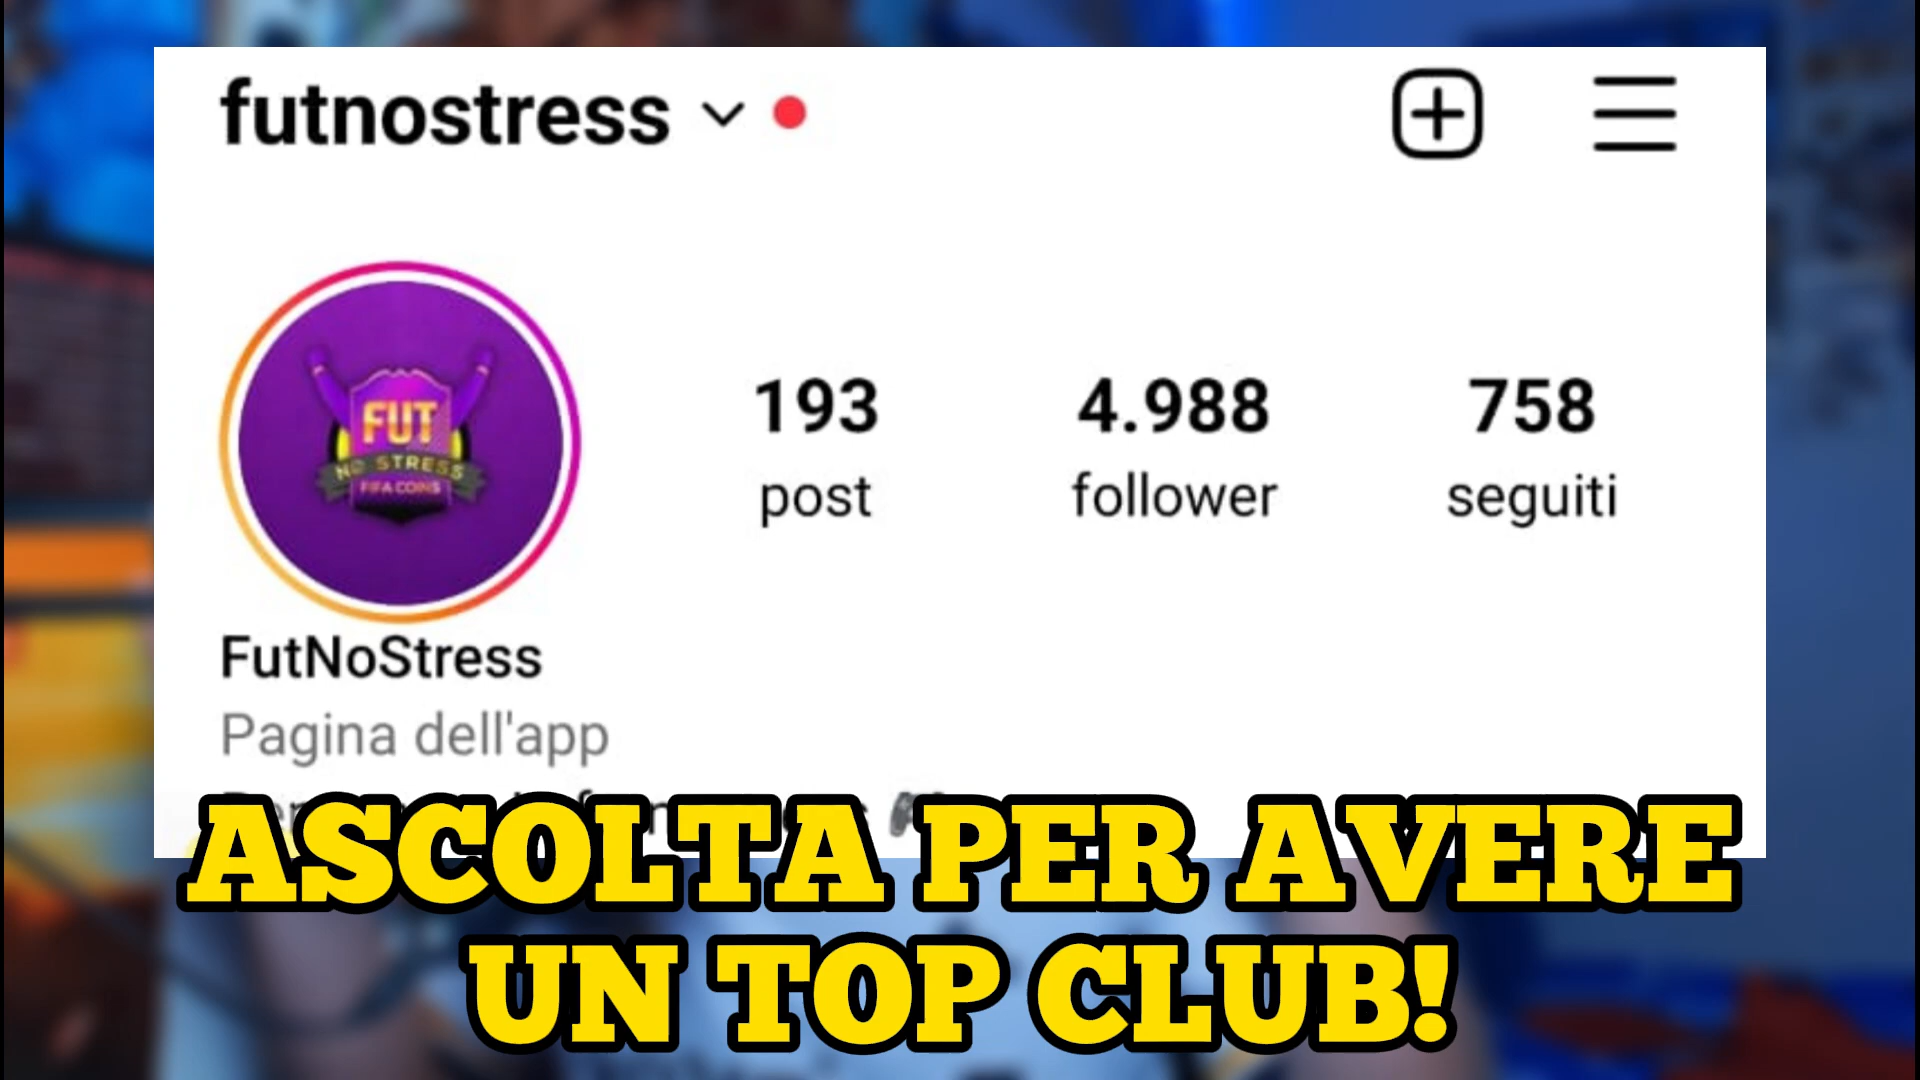 futnostress
FUT
NO STRESS
FIFA COINS
193
4.988
758
post
follower
seguiti
FutNoStress
Pagina dell'app
ASCOLTA PER AVERE
UN TOP CLUB!